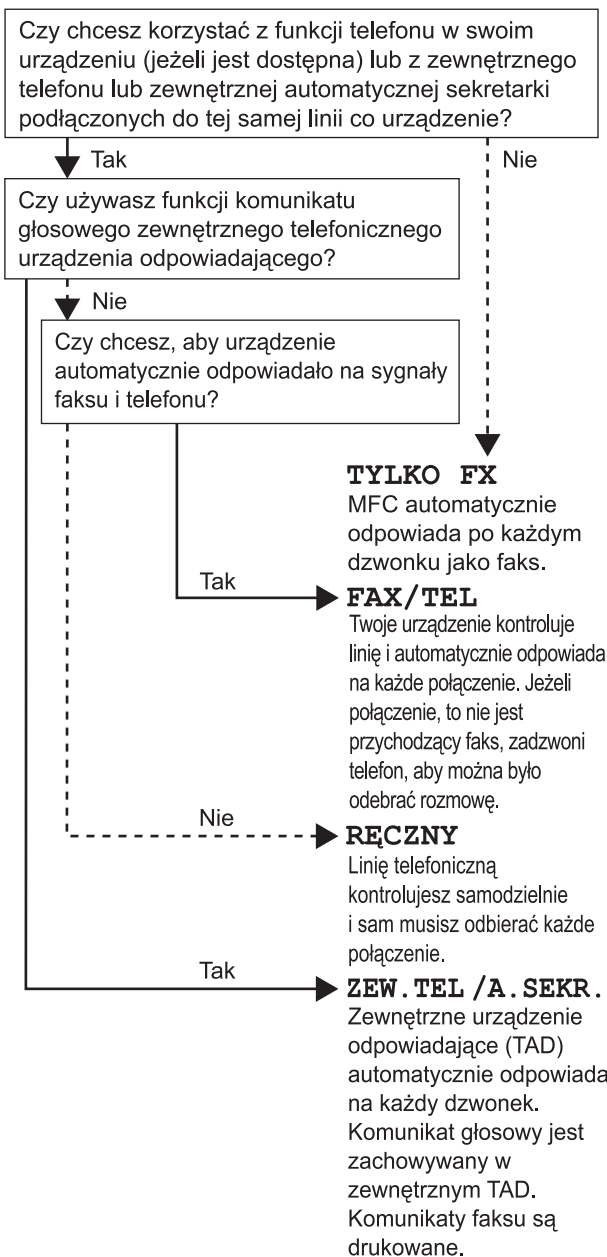 Czy chcesz korzystać z funkcji telefonu w swoim
urządzeniu (jeżeli jest dostępna) lub z zewnętrznego
telefonu lub zewnętrznej automatycznej sekretarki
podłączonych do tej samej linii co urządzenie?
Tak
Nie
Czy używasz funkcji komunikatu
głosowego zewnętrznego telefonicznego
urządzenia odpowiadającego?
Nie
Czy chcesz, aby urządzenie
automatycznie odpowiadało na sygnały
faksu i telefonu?
TYLKO FX
MFC automatycznie
odpowiada po każdym
dzwonku jako faks.
Tak
FAX/TEL
Twoje urządzenie kontroluje
linię i automatycznie odpowiada
na każde połączenie. Jeżeli
połączenie, to nie jest
przychodzący faks, zadzwoni
telefon, aby można było
odebrać rozmowę.
Nie
RĘCZNY
Linię telefoniczną
kontrolujesz samodzielnie
i sam musisz odbierać każde
połączenie.
Tak
ZEW.TEL /A.SEKR.
Zewnętrzne urządzenie
odpowiadające (TAD)
automatycznie odpowiada
na każdy dzwonek.
Komunikat głosowy jest
zachowywany w
zewnętrznym TAD.
Komunikaty faksu są
drukowane.